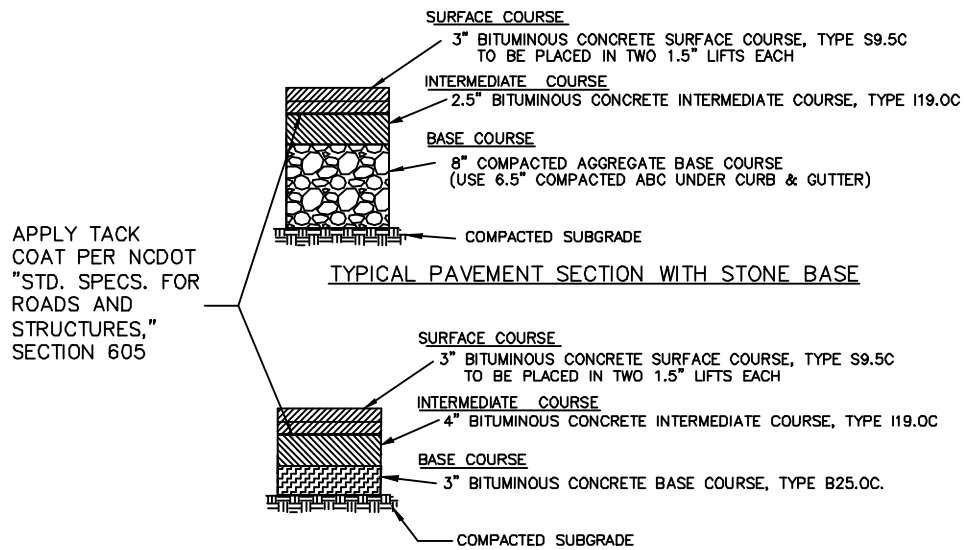 SURFACE COURSE
3" BITUMINOUS CONCRETE SURFACE COURSE, TYPE S9.5C
TO BE PLACED IN TWO 1.5" LIFTS EACH
INTERMEDIATE COURSE
2.5" BITUMINOUS CONCRETE INTERMEDIATE COURSE, TYPE I19.0C
BASE COURSE
8" COMPACTED AGGREGATE BASE COURSE
(USE 6.5" COMPACTED ABC UNDER CURB & GUTTER)
COMPACTED SUBGRADE
TYPICAL PAVEMENT SECTION WITH STONE BASE
APPLY TACK
COAT PER NCDOT
"STD. SPECS. FOR
ROADS AND
STRUCTURES,"
SECTION 605
SURFACE COURSE
3" BITUMINOUS CONCRETE SURFACE COURSE, TYPE S9.5C
TO BE PLACED IN TWO 1.5" LIFTS EACH
INTERMEDIATE COURSE
4" BITUMINOUS CONCRETE INTERMEDIATE COURSE, TYPE I19.0C
BASE COURSE
3" BITUMINOUS CONCRETE BASE COURSE, TYPE B25.0C.
COMPACTED SUBGRADE